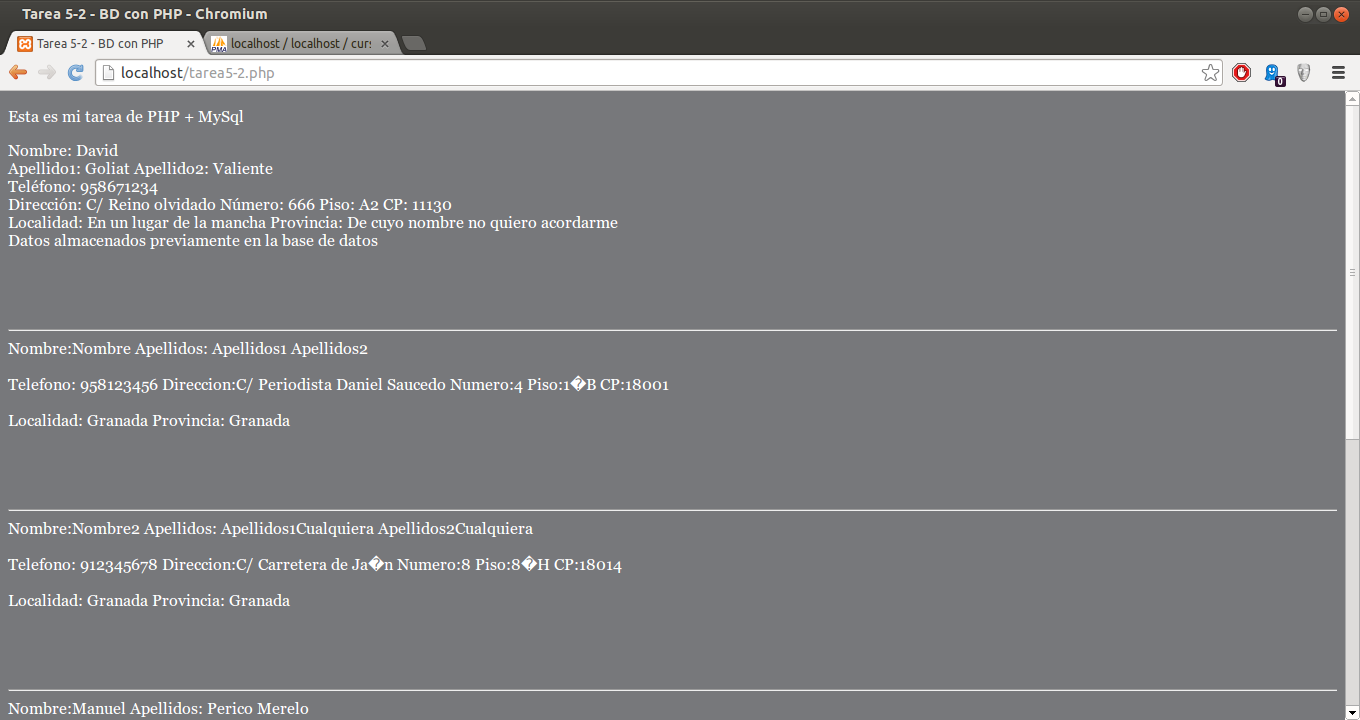 Tarea 5-2 - BD con PHP - Chromium
Tarea 5-2 - BD con PHP
localhost / localhost / curs
localhost/tarea5-2.php
0
Esta es mi tarea de PHP + MySql
Nombre: David
Apellido1: Goliat Apellido2: Valiente
Teléfono: 958671234
Dirección: C/ Reino olvidado Número: 666 Piso: A2 CP: 11130
Localidad: En un lugar de la mancha Provincia: De cuyo nombre no quiero acordarme
Datos almacenados previamente en la base de datos
Nombre:Nombre Apellidos: Apellidos1 Apellidos2
Telefono: 958123456 Direccion:C/ Periodista Daniel Saucedo Numero:4 Piso:1�B CP:18001
Localidad: Granada Provincia: Granada
Nombre:Nombre2 Apellidos: Apellidos1Cualquiera Apellidos2Cualquiera
Telefono: 912345678 Direccion:C/ Carretera de Ja�n Numero:8 Piso:8�H CP:18014
Localidad: Granada Provincia: Granada
Nombre:Manuel Apellidos: Perico Merelo